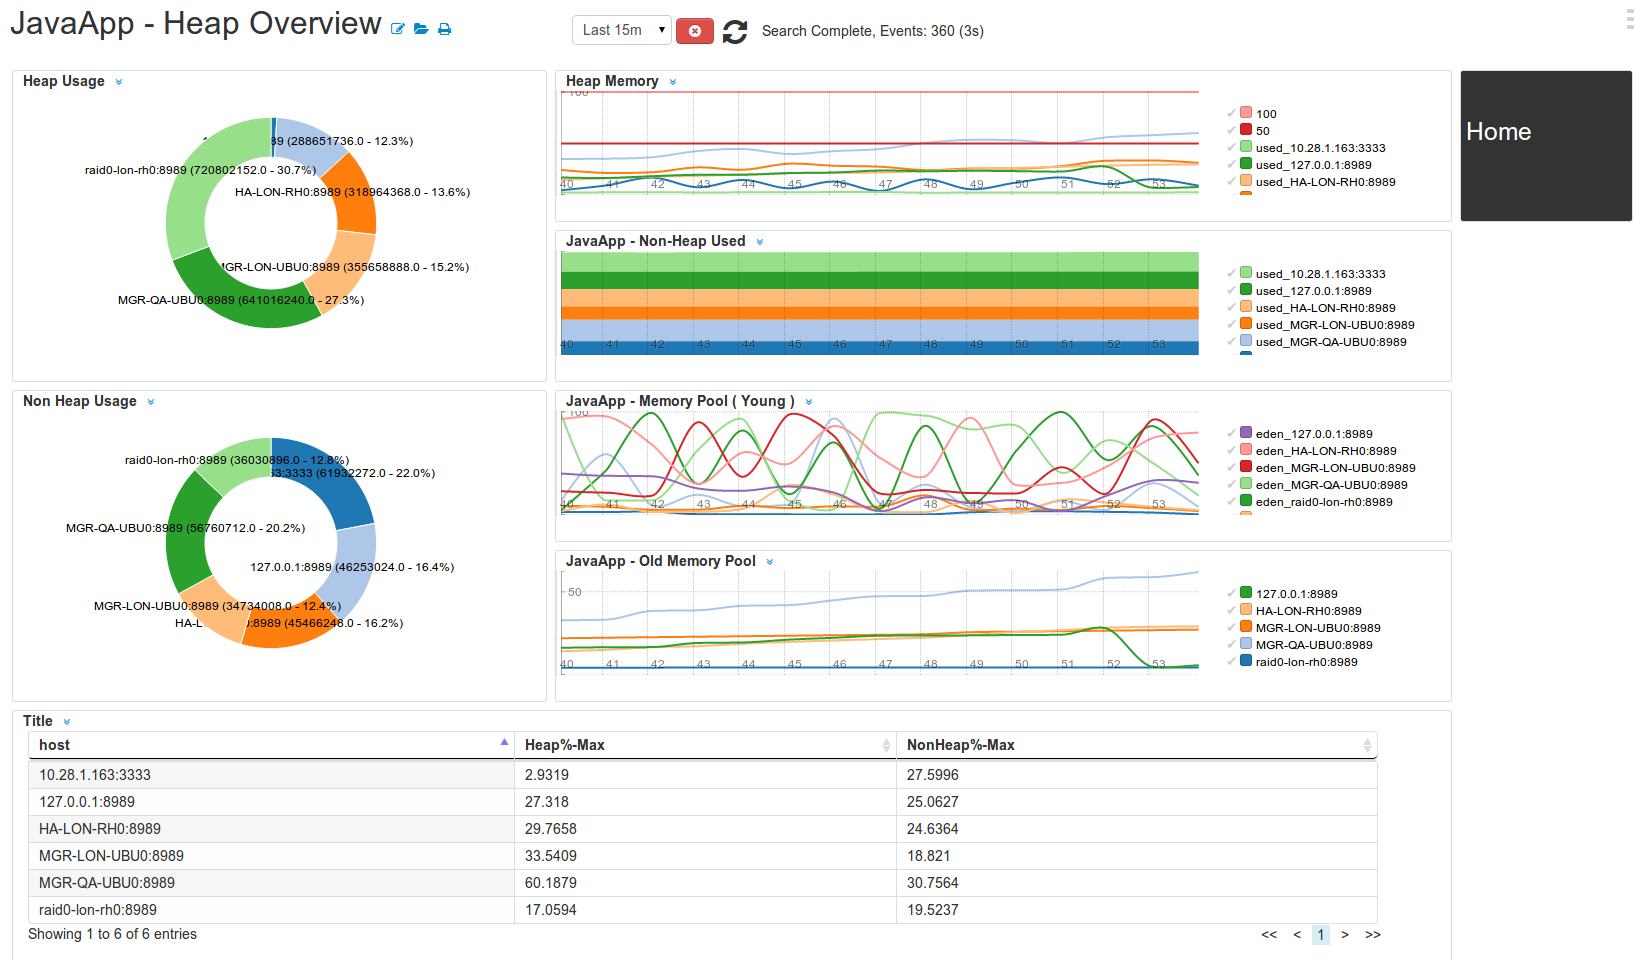 JavaApp - Heap Overview
Last 15m
Search Complete, Events: 360 (3s)
Heap Usage
39 (288651736.0 - 12.3%)
raid0-lon-rh0:8989 (720802152.0 - 30.7%)
HA-LON-RH0:8989 (318964368.0 - 13.6%)
MGR-LON-UBU0:8989 (355658888.0 - 15.2%)
MGR-QA-UBU0:8989 (641016240.0 - 27.3%)
Heap Memory
100
40 41 42 43 44 45 46 47 48 49 50 51 52 53
100
50
used_10.28.1.163:3333
used_127.0.0.1:8989
used_HA-LON-RH0:8989
Home
JavaApp - Non-Heap Used
40 41 42 43 44 45 46 47 48 49 50 51 52 53
used_10.28.1.163:3333
used_127.0.0.1:8989
used_HA-LON-RH0:8989
used_MGR-LON-UBU0:8989
used_MGR-QA-UBU0:8989
Non Heap Usage
raid0-lon-rh0:8989 (36030896.0 - 12.8%)
33:3333 (61932272.0 - 22.0%)
MGR-QA-UBU0:8989 (56760712.0 - 20.2%)
127.0.0.1:8989 (46253024.0 - 16.4%)
MGR-LON-UBU0:8989 (34734008.0 - 12.4%)
HA-L :8989 (45466248.0 - 16.2%)
JavaApp - Memory Pool ( Young )
100
40 41 42 43 44 45 46 47 48 49 50 51 52 53
eden_127.0.0.1:8989
eden_HA-LON-RH0:8989
eden_MGR-LON-UBU0:8989
eden_MGR-QA-UBU0:8989
eden_raid0-lon-rh0:8989
JavaApp - Old Memory Pool
50
40 41 42 43 44 45 46 47 48 49 50 51 52 53
127.0.0.1:8989
HA-LON-RH0:8989
MGR-LON-UBU0:8989
MGR-QA-UBU0:8989
raid0-lon-rh0:8989
Title
host Heap%-Max NonHeap%-Max
10.28.1.163:3333 2.9319 27.5996
127.0.0.1:8989 27.318 25.0627
HA-LON-RH0:8989 29.7658 24.6364
MGR-LON-UBU0:8989 33.5409 18.821
MGR-QA-UBU0:8989 60.1879 30.7564
raid0-lon-rh0:8989 17.0594 19.5237
Showing 1 to 6 of 6 entries
<< < 1 > >>